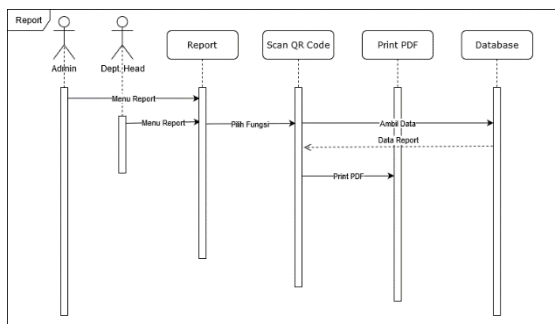 Report
Admin
Dept. Head
Report
Scan QR Code
Print PDF
Database
Menu Report
Menu Report
Pilih Fungsi
Ambil Data
Data Report
Print PDF